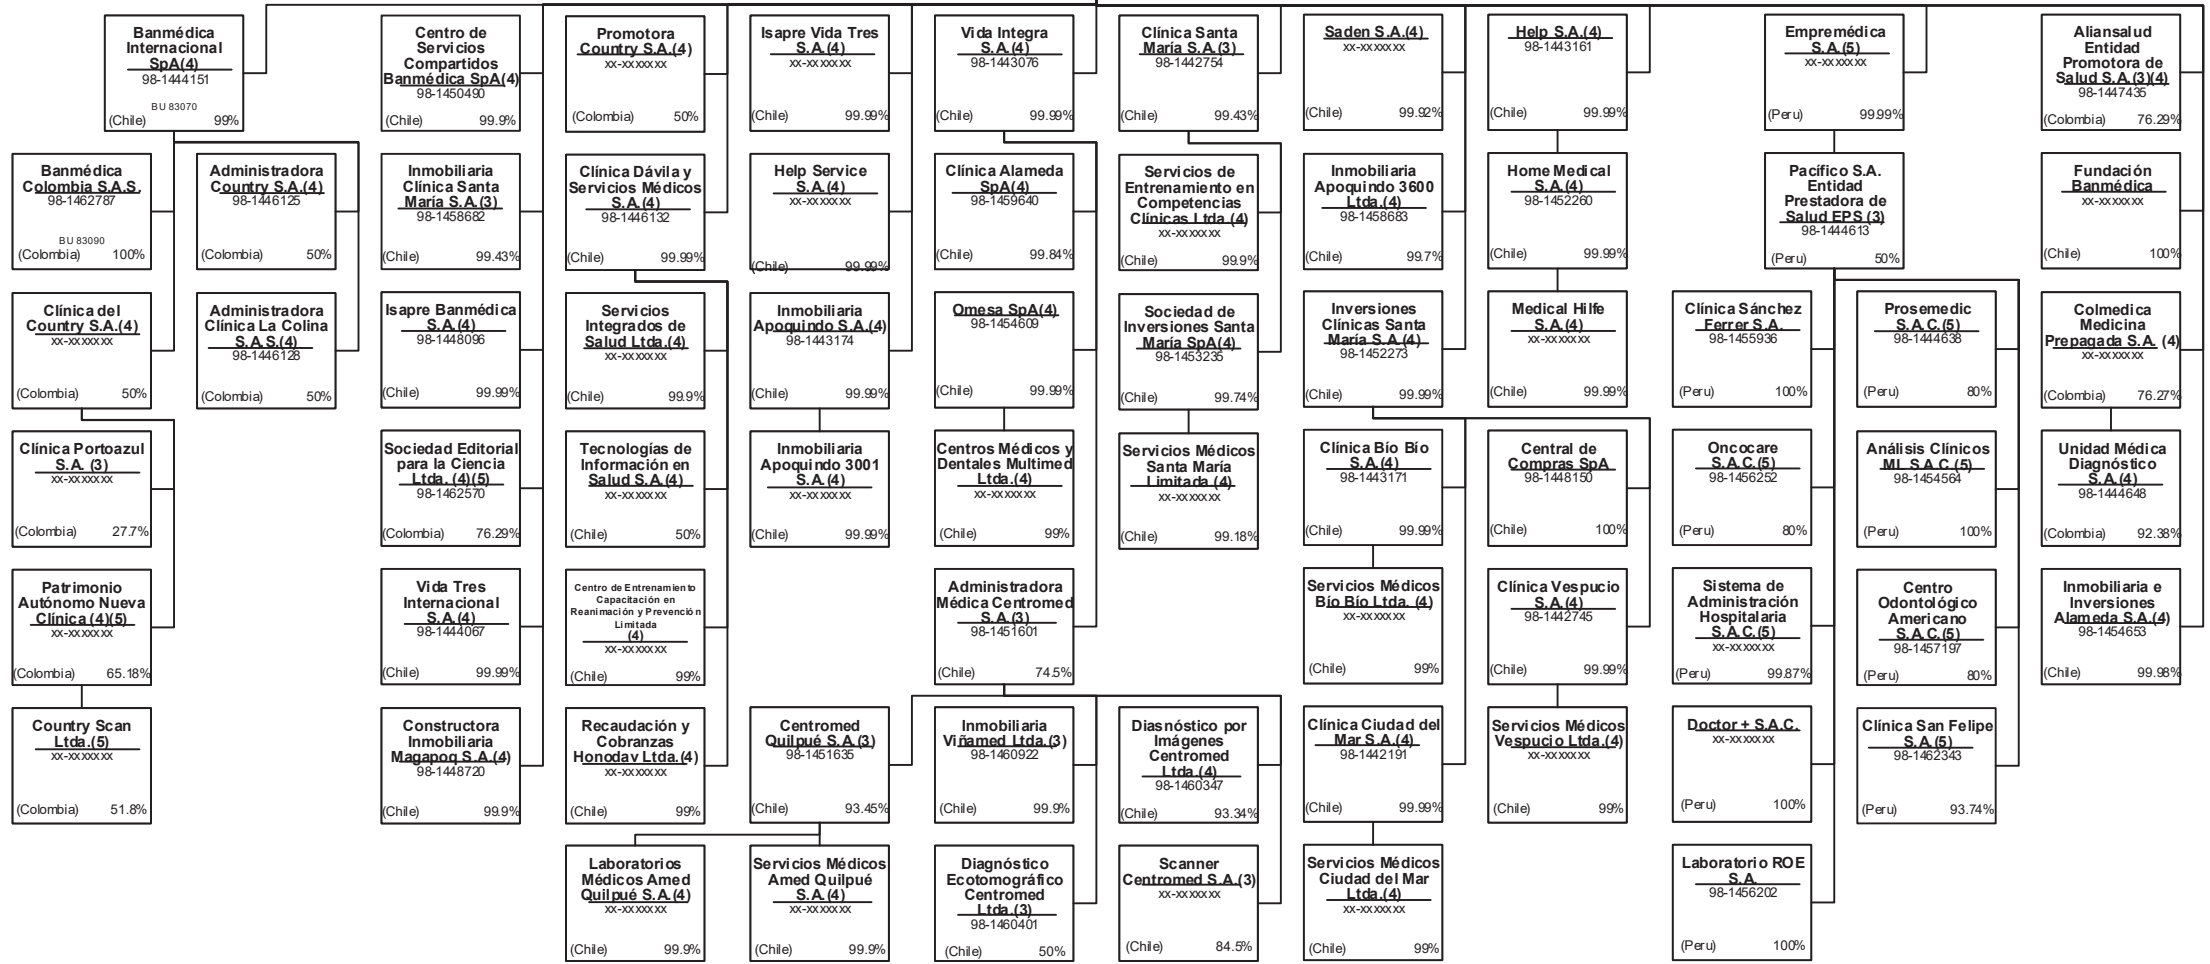 Banmédica
Internacional
SpA(4)
98-1444151
BU 83070
(Chile) 99%
Centro de
Servicios
Compartidos
Banmédica SpA(4)
98-1450490
(Chile) 99.9%
Promotora
Country S.A.(4)
xx-xxxxxxx
(Colombia) 50%
Isapre Vida Tres
S.A.(4)
xx-xxxxxxx
(Chile) 99.99%
Vida Integra
S.A.(4)
98-1443076
(Chile) 99.99%
Clínica Santa
María S.A.(3)
98-1442754
(Chile) 99.43%
Saden S.A.(4)
xx-xxxxxxx
(Chile) 99.92%
Help S.A.(4)
98-1443161
(Chile) 99.99%
Empremédica
S.A.(5)
xx-xxxxxxx
(Peru) 99.99%
Aliansalud
Entidad
Promotora de
Salud S.A.(3)(4)
98-1447435
(Colombia) 76.29%
Banmédica
Colombia S.A.S.
98-1462787
BU 83090
(Colombia) 100%
Administradora
Country S.A.(4)
98-1446125
(Colombia) 50%
Inmobiliaria
Clínica Santa
María S.A.(3)
98-1458682
(Chile) 99.43%
Clínica Dávila y
Servicios Médicos
S.A.(4)
98-1446132
(Chile) 99.99%
Help Service
S.A.(4)
xx-xxxxxxx
(Chile) 99.99%
Clínica Alameda
SpA(4)
98-1459640
(Chile) 99.84%
Servicios de
Entrenamiento en
Competencias
Clínicas Ltda.(4)
xx-xxxxxxx
(Chile) 99.9%
Inmobiliaria
Apoquindo 3600
Ltda.(4)
98-1458683
(Chile) 99.7%
Home Medical
S.A.(4)
98-1452260
(Chile) 99.99%
Pacífico S.A.
Entidad
Prestadora de
Salud EPS (3)
98-1444613
(Peru) 50%
Fundación
Banmédica
xx-xxxxxxx
(Chile) 100%
Clínica del
Country S.A.(4)
xx-xxxxxxx
(Colombia) 50%
Administradora
Clínica La Colina
S.A.S.(4)
98-1446128
(Colombia) 50%
Isapre Banmédica
S.A.(4)
98-1448096
(Chile) 99.99%
Servicios
Integrados de
Salud Ltda.(4)
xx-xxxxxxx
(Chile) 99.9%
Inmobiliaria
Apoquindo S.A.(4)
98-1443174
(Chile) 99.99%
Omesa SpA(4)
98-1454609
(Chile) 99.99%
Sociedad de
Inversiones Santa
María SpA(4)
98-1453235
(Chile) 99.74%
Inversiones
Clínicas Santa
María S.A.(4)
98-1452273
(Chile) 99.99%
Medical Hilfe
S.A.(4)
xx-xxxxxxx
(Chile) 99.99%
Clínica Sánchez
Ferrer S.A.
98-1455936
(Peru) 100%
Prosemedic
S.A.C.(5)
98-1444638
(Peru) 80%
Colmedica
Medicina
Prepagada S.A. (4)
xx-xxxxxxx
(Colombia) 76.27%
Clínica Portoazul
S.A. (3)
xx-xxxxxxx
(Colombia) 27.7%
Sociedad Editorial
para la Ciencia
Ltda. (4)(5)
98-1462570
(Colombia) 76.29%
Tecnologías de
Información en
Salud S.A.(4)
xx-xxxxxxx
(Chile) 50%
Inmobiliaria
Apoquindo 3001
S.A.(4)
xx-xxxxxxx
(Chile) 99.99%
Centros Médicos y
Dentales Multimed
Ltda.(4)
xx-xxxxxxx
(Chile) 99%
Servicios Médicos
Santa María
Limitada (4)
xx-xxxxxxx
(Chile) 99.18%
Clínica Bío Bío
S.A.(4)
98-1443171
(Chile) 99.99%
Central de
Compras SpA
98-1448150
(Chile) 100%
Oncocare
S.A.C.(5)
98-1456252
(Peru) 80%
Análisis Clínicos
ML S.A.C.(5)
98-1454564
(Peru) 100%
Unidad Médica
Diagnóstico
S.A.(4)
98-1444648
(Colombia) 92.38%
Patrimonio
Autónomo Nueva
Clínica (4)(5)
xx-xxxxxxx
(Colombia) 65.18%
Vida Tres
Internacional
S.A.(4)
98-1444067
(Chile) 99.99%
Centro de Entrenamiento
Capacitación en
Reanimación y Prevención
Limitada
(4)
xx-xxxxxxx
(Chile) 99%
Administradora
Médica Centromed
S.A.(3)
98-1451601
(Chile) 74.5%
Servicios Médicos
Bío Bío Ltda. (4)
xx-xxxxxxx
(Chile) 99%
Clínica Vespucio
S.A.(4)
98-1442745
(Chile) 99.99%
Sistema de
Administración
Hospitalaria
S.A.C.(5)
xx-xxxxxxx
(Peru) 99.87%
Centro
Odontológico
Americano
S.A.C.(5)
98-1457197
(Peru) 80%
Inmobiliaria e
Inversiones
Alameda S.A.(4)
98-1454653
(Chile) 99.98%
Country Scan
Ltda.(5)
xx-xxxxxxx
(Colombia) 51.8%
Constructora
Inmobiliaria
Magapoq S.A.(4)
98-1448720
(Chile) 99.9%
Recaudación y
Cobranzas
Honodav Ltda.(4)
xx-xxxxxxx
(Chile) 99%
Centromed
Quilpué S.A.(3)
98-1451635
(Chile) 93.45%
Inmobiliaria
Viñamed Ltda.(3)
98-1460922
(Chile) 99.9%
Diasnóstico por
Imágenes
Centromed
Ltda.(4)
98-1460347
(Chile) 93.34%
Clínica Ciudad del
Mar S.A.(4)
98-1442191
(Chile) 99.99%
Servicios Médicos
Vespucio Ltda.(4)
xx-xxxxxxx
(Chile) 99%
Doctor + S.A.C.
xx-xxxxxxx
(Peru) 100%
Clínica San Felipe
S.A.(5)
98-1462343
(Peru) 93.74%
Laboratorios
Médicos Amed
Quilpué S.A.(4)
xx-xxxxxxx
(Chile) 99.9%
Servicios Médicos
Amed Quilpué
S.A.(4)
xx-xxxxxxx
(Chile) 99.9%
Diagnóstico
Ecotomográfico
Centromed
Ltda.(3)
98-1460401
(Chile) 50%
Scanner
Centromed S.A.(3)
xx-xxxxxxx
(Chile) 84.5%
Servicios Médicos
Ciudad del Mar
Ltda.(4)
xx-xxxxxxx
(Chile) 99%
Laboratorio ROE
S.A.
98-1456202
(Peru) 100%